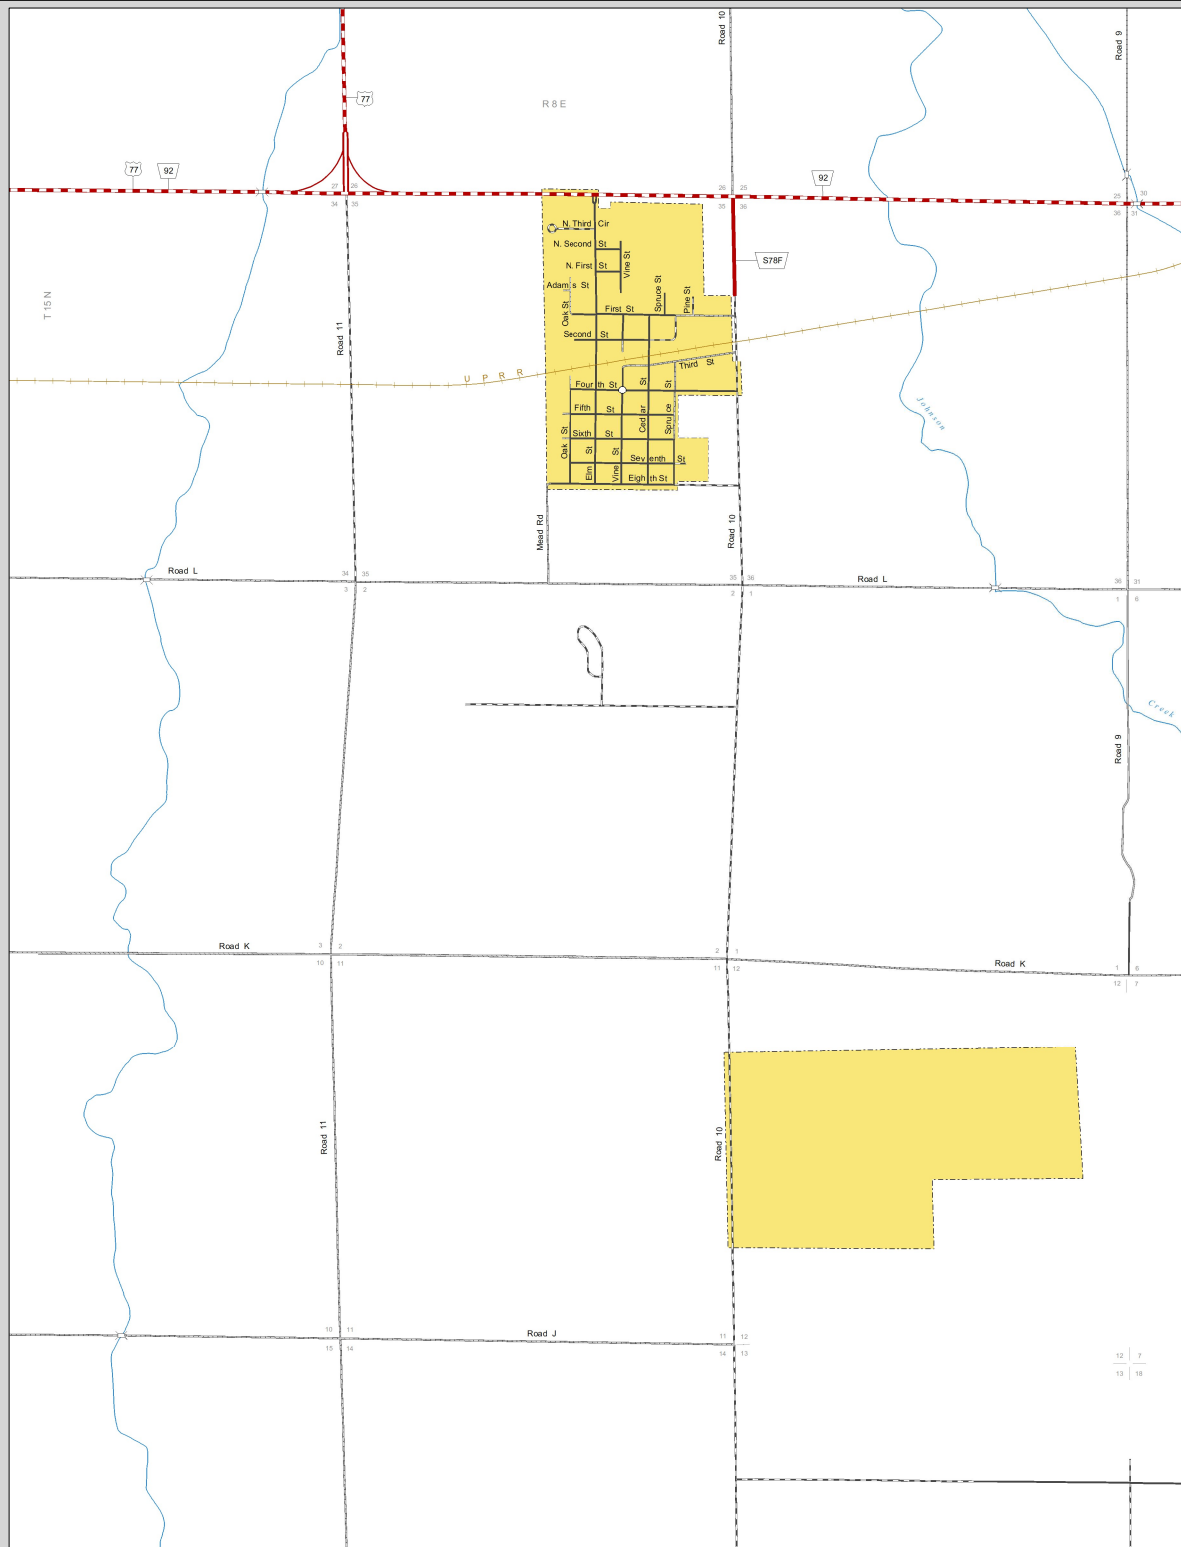 Road 10
Road 9
77
R 8 E
77
92
92
27 26
34 35
26 25
35 36
25 30
36 31
N. Third Cir
N. Second St
N. First St
Vine St
Adams St
Oak St
Spruce St
Pine St
S78F
T 15 N
Road 11
First St
Second St
Third St
U P R R
Fourth St
Fifth St
Sixth St
Seventh St
Eighth St
Oak St
Elm St
Vine St
Cedar St
Spruce St
Johnson
Mead Rd
Road 10
Road L
34 35
3 2
35 36
2 1
Road L
36 31
1 6
Creek
Road 9
Road K
3 2
10 11
2 1
11 12
Road K
1 6
12 7
Road 11
Road 10
10 11
15 14
Road J
11 12
14 13
12 7
13 18